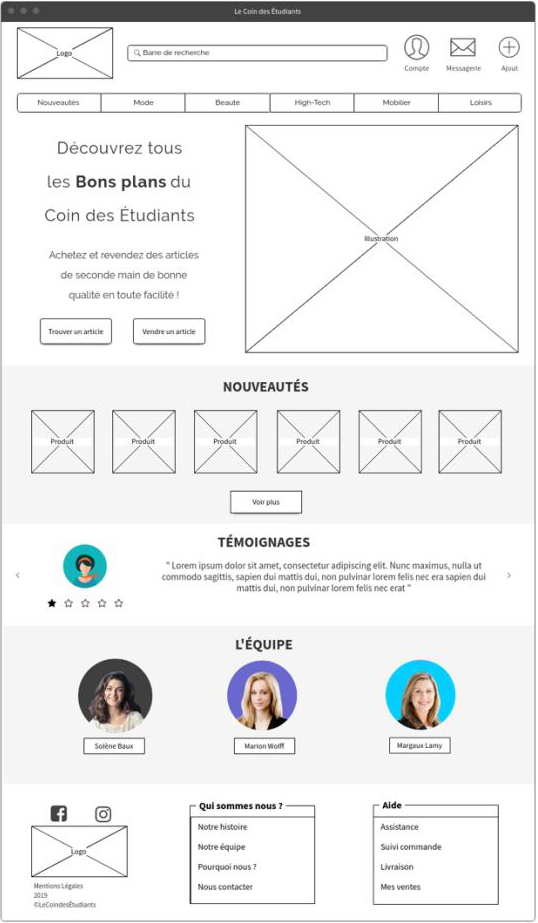 Le Coin des Étudiants
Logo
Barre de recherche
Compte
Messagerie
Ajout
Nouveautés
Mode
Beauté
High-Tech
Mobilier
Loisirs
Découvrez tous
les Bons plans du
Coin des Étudiants
Achetez et revendez des articles
de seconde main de bonne
qualité en toute facilité !
Trouver un article
Vendre un article
Illustration
NOUVEAUTÉS
Produit
Produit
Produit
Produit
Produit
Produit
Voir plus
TÉMOIGNAGES
" Lorem ipsum dolor sit amet, consectetur adipiscing elit. Nunc maximus, nulla ut
commodo sagittis, sapien dui mattis dui, non pulvinar lorem felis nec era sapien dui
mattis dui, non pulvinar lorem felis nec erat "
L'ÉQUIPE
Solène Baux
Marion Wolff
Margaux Lamy
Logo
Mentions Légales
2019
©LeCoindesÉtudiants
Qui sommes nous ?
Notre histoire
Notre équipe
Pourquoi nous ?
Nous contacter
Aide
Assistance
Suivi commande
Livraison
Mes ventes